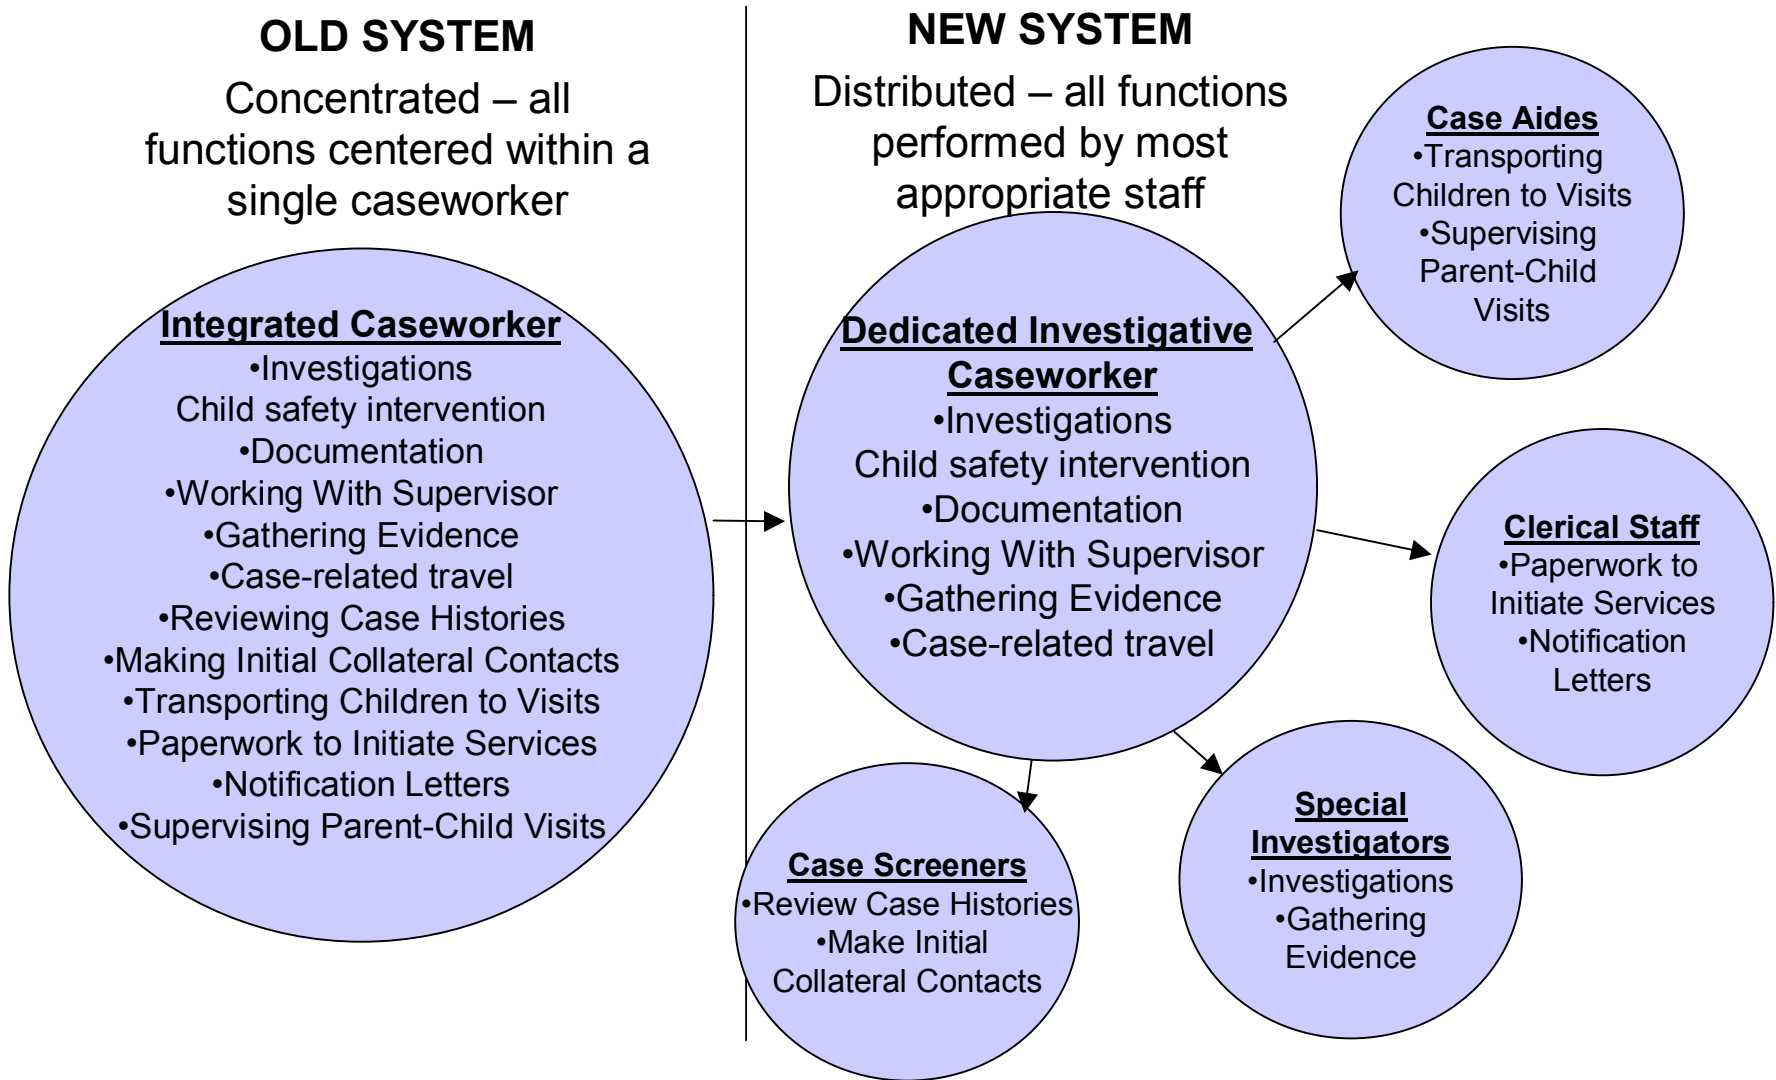 OLD SYSTEM
Concentrated – all
functions centered within a
single caseworker
Integrated Caseworker
•Investigations
Child safety intervention
•Documentation
•Working With Supervisor
•Gathering Evidence
•Case-related travel
•Reviewing Case Histories
•Making Initial Collateral Contacts
•Transporting Children to Visits
•Paperwork to Initiate Services
•Notification Letters
•Supervising Parent-Child Visits
NEW SYSTEM
Distributed – all functions
performed by most
appropriate staff
Dedicated Investigative
Caseworker
•Investigations
Child safety intervention
•Documentation
•Working With Supervisor
•Gathering Evidence
•Case-related travel
Case Aides
•Transporting
Children to Visits
•Supervising
Parent-Child
Visits
Clerical Staff
•Paperwork to
Initiate Services
•Notification
Letters
Special
Investigators
•Investigations
•Gathering
Evidence
Case Screeners
•Review Case Histories
•Make Initial
Collateral Contacts